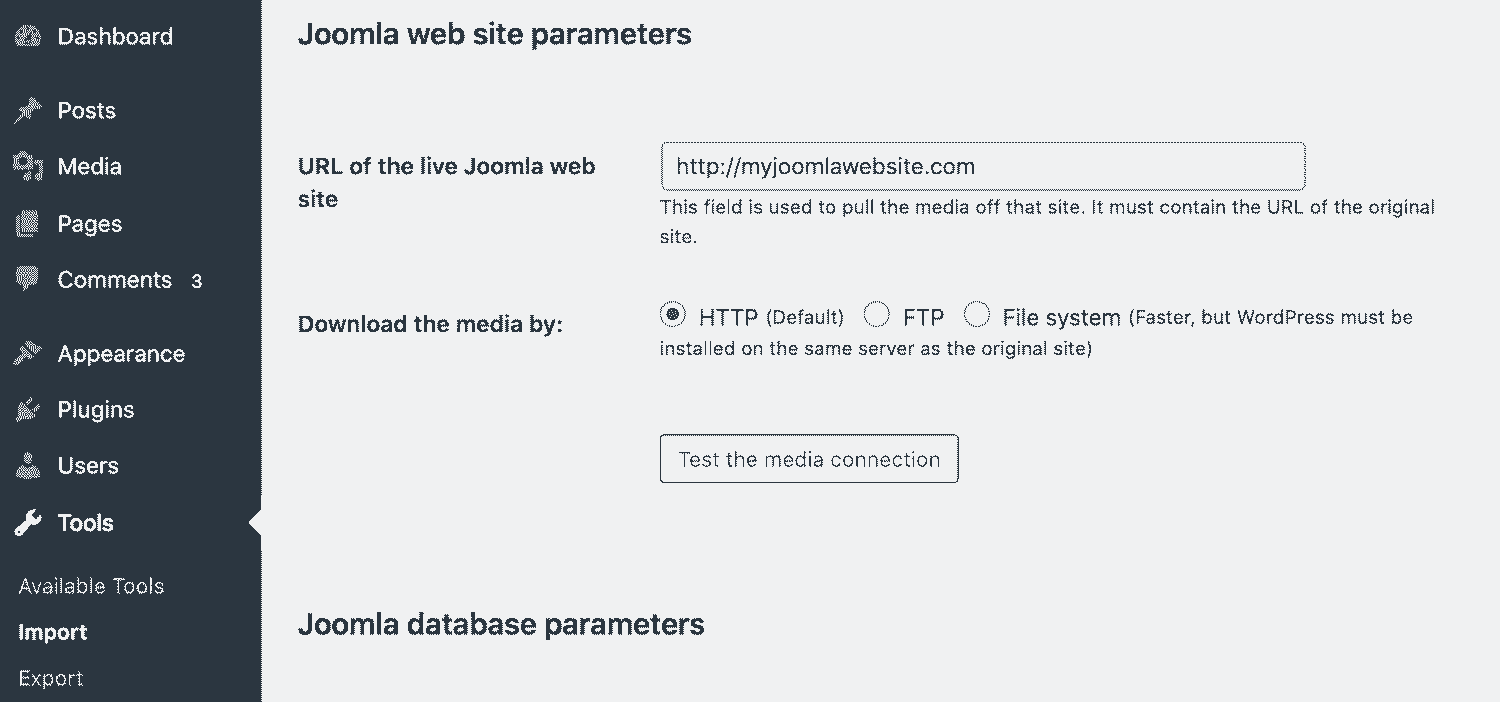 Dashboard
Posts
Media
Pages
Comments 3
Appearance
Plugins
Users
Tools
Available Tools
Import
Export
Joomla web site parameters
URL of the live Joomla web
site
http://myjoomlawebsite.com
This field is used to pull the media off that site. It must contain the URL of the original
site.
Download the media by:
HTTP (Default) FTP File system (Faster, but WordPress must be
installed on the same server as the original site)
Test the media connection
Joomla database parameters